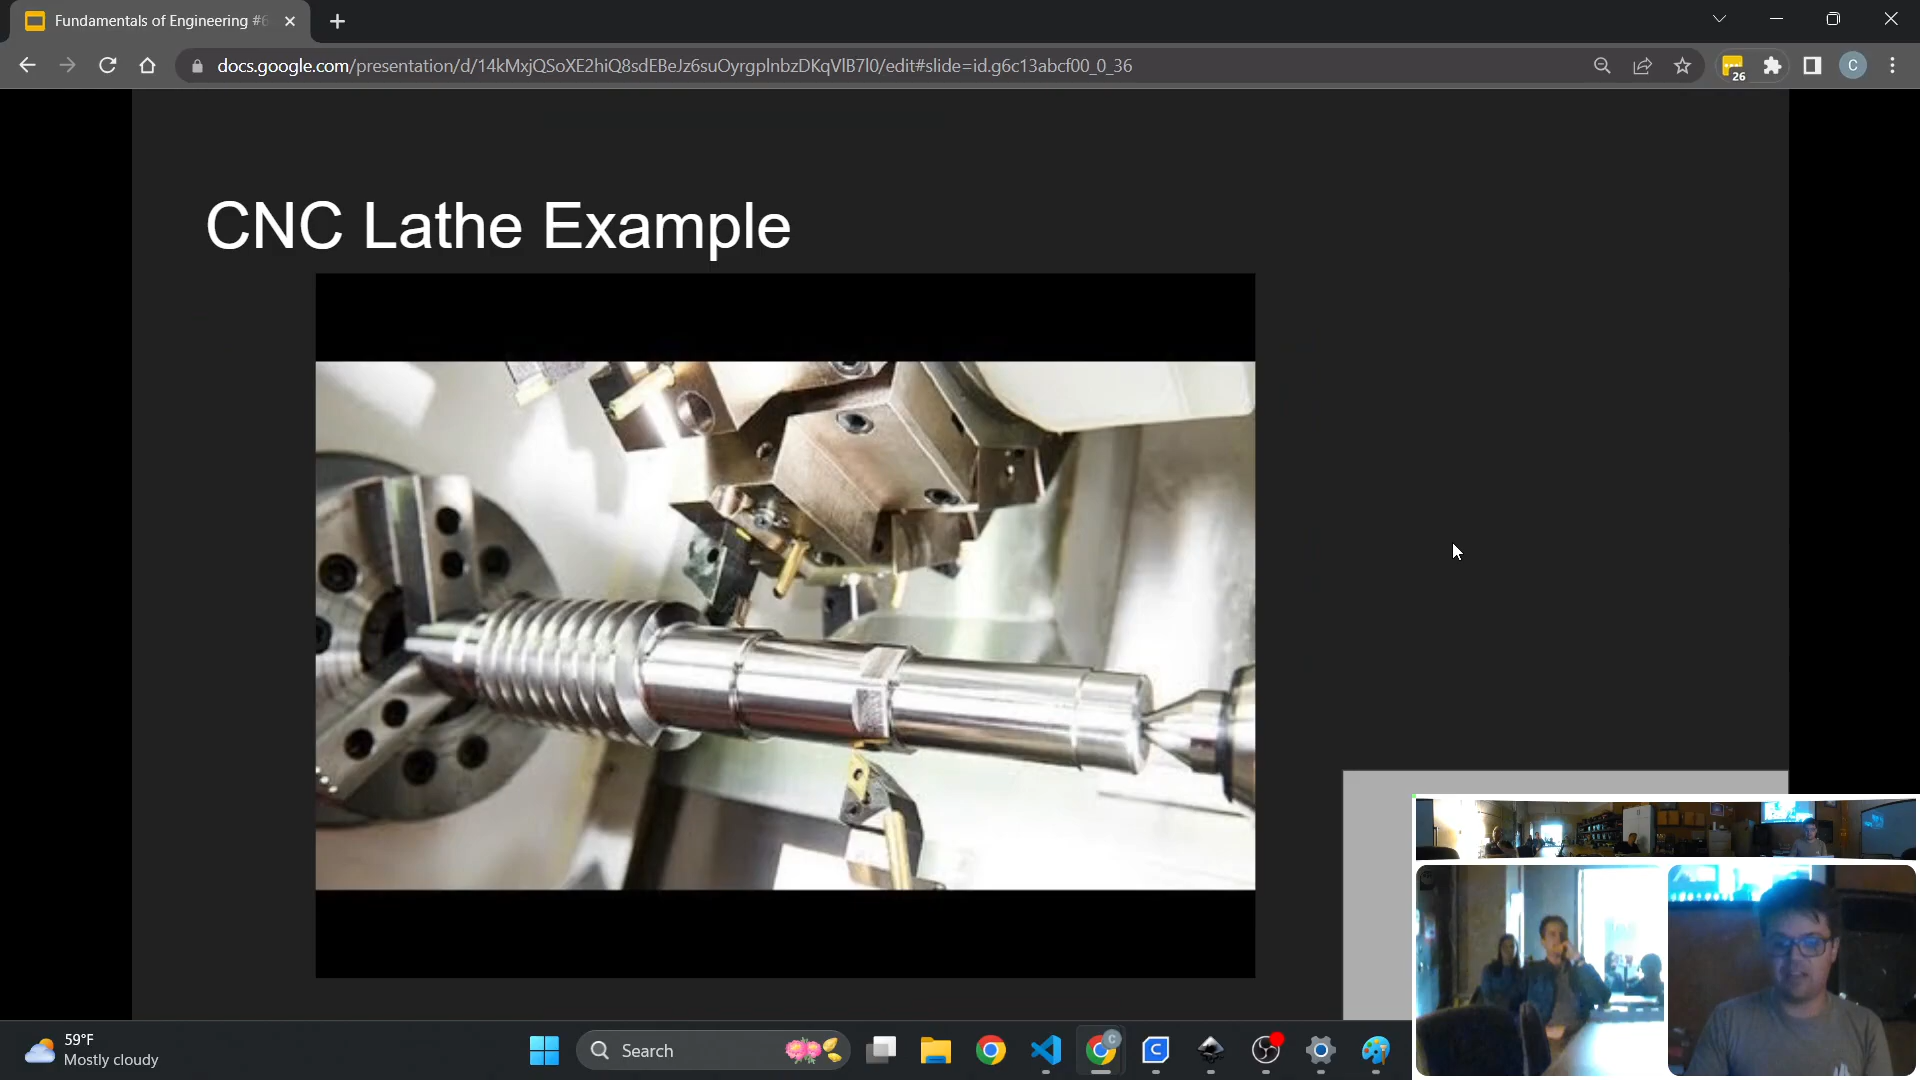 Fundamentals of Engineering #6
docs.google.com/presentation/d/14kMxjQSoXE2hiQ8sdEBeJz6suOyrgpInbzDKqVlB7l0/edit#slide=id.g6c13abcf00_0_36
26
C
CNC Lathe Example
59°F
Mostly cloudy
Search
C